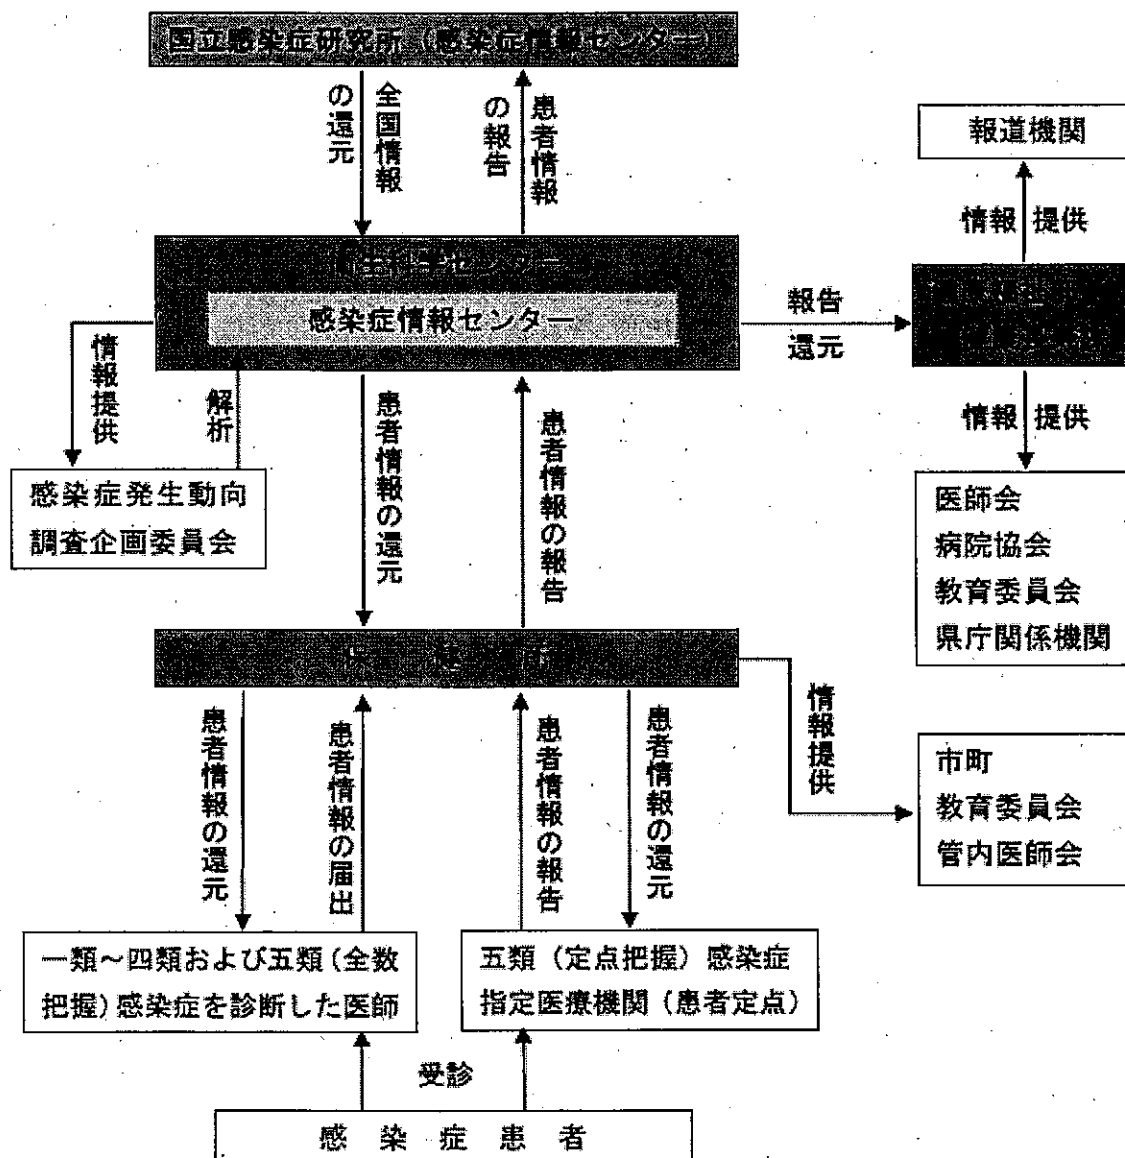 国立感染症研究所（感染症情報センター）
全国情報
の還元
患者情報
の報告
報道機関
情報 提供
感染症情報センター
報告
還元
情報提供
解析
患者情報の還元
患者情報の報告
情報 提供
感染症発生動向
調査企画委員会
医師会
病院協会
教育委員会
県庁関係機関
患者情報の還元
患者情報の届出
患者情報の報告
患者情報の還元
情報提供
市町
教育委員会
管内医師会
一類～四類および五類（全数
把握）感染症を診断した医師
五類（定点把握）感染症
指定医療機関（患者定点）
受診
感染症患者